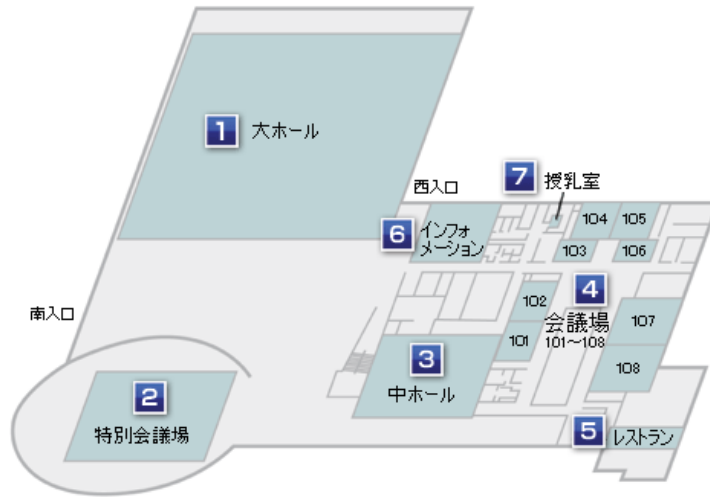 1 大ホール
西入口
7 授乳室
6 インフォ
メーション
104 105
103 106
4
会議場
101～108
102
101
107
108
南入口
3
中ホール
2
特別会議場
5 レストラン